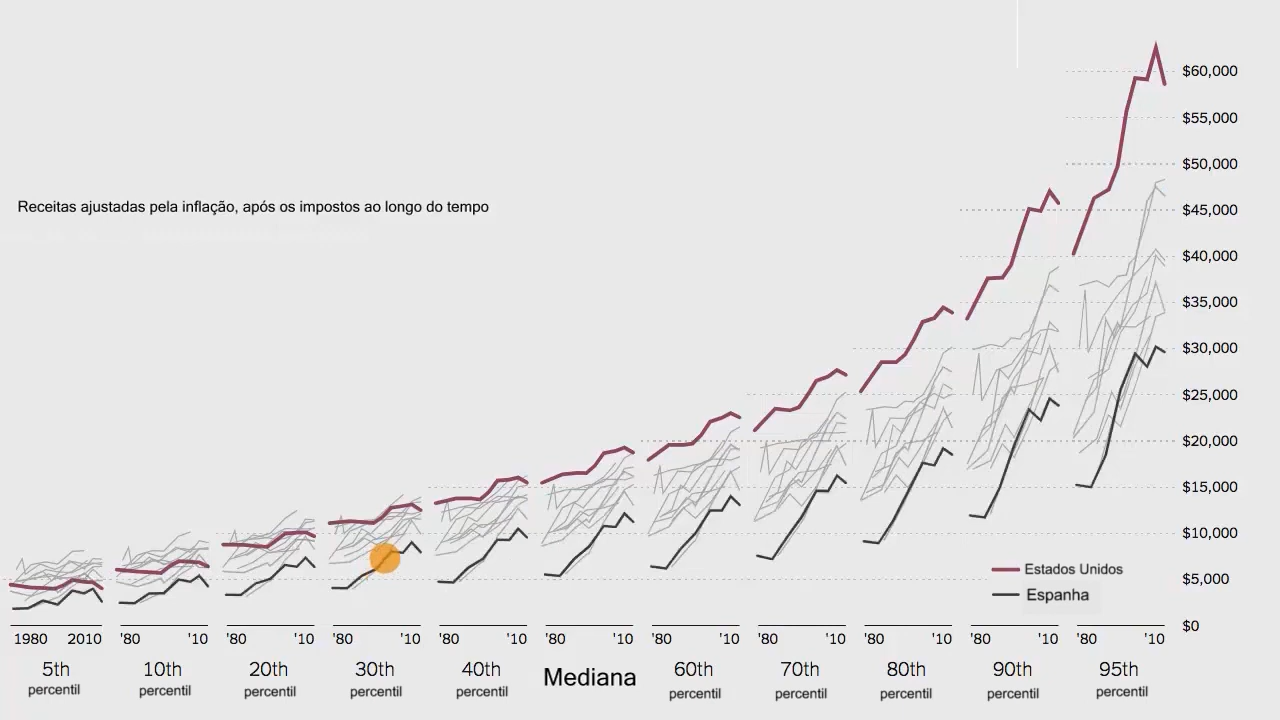 $60,000
$55,000
$50,000
Receitas ajustadas pela inflação, após os impostos ao longo do tempo
$45,000
$40,000
$35,000
$30,000
$25,000
$20,000
$15,000
$10,000
Estados Unidos
$5,000
Espanha
$0
1980 2010 '80 '10 '80 '10 '80 '10 '80 '10 '80 '10 '80 '10 '80 '10 '80 '10 '80 '10 '80 '10
5th 10th 20th 30th 40th Mediana 60th 70th 80th 90th 95th
percentil percentil percentil percentil percentil percentil percentil percentil percentil percentil